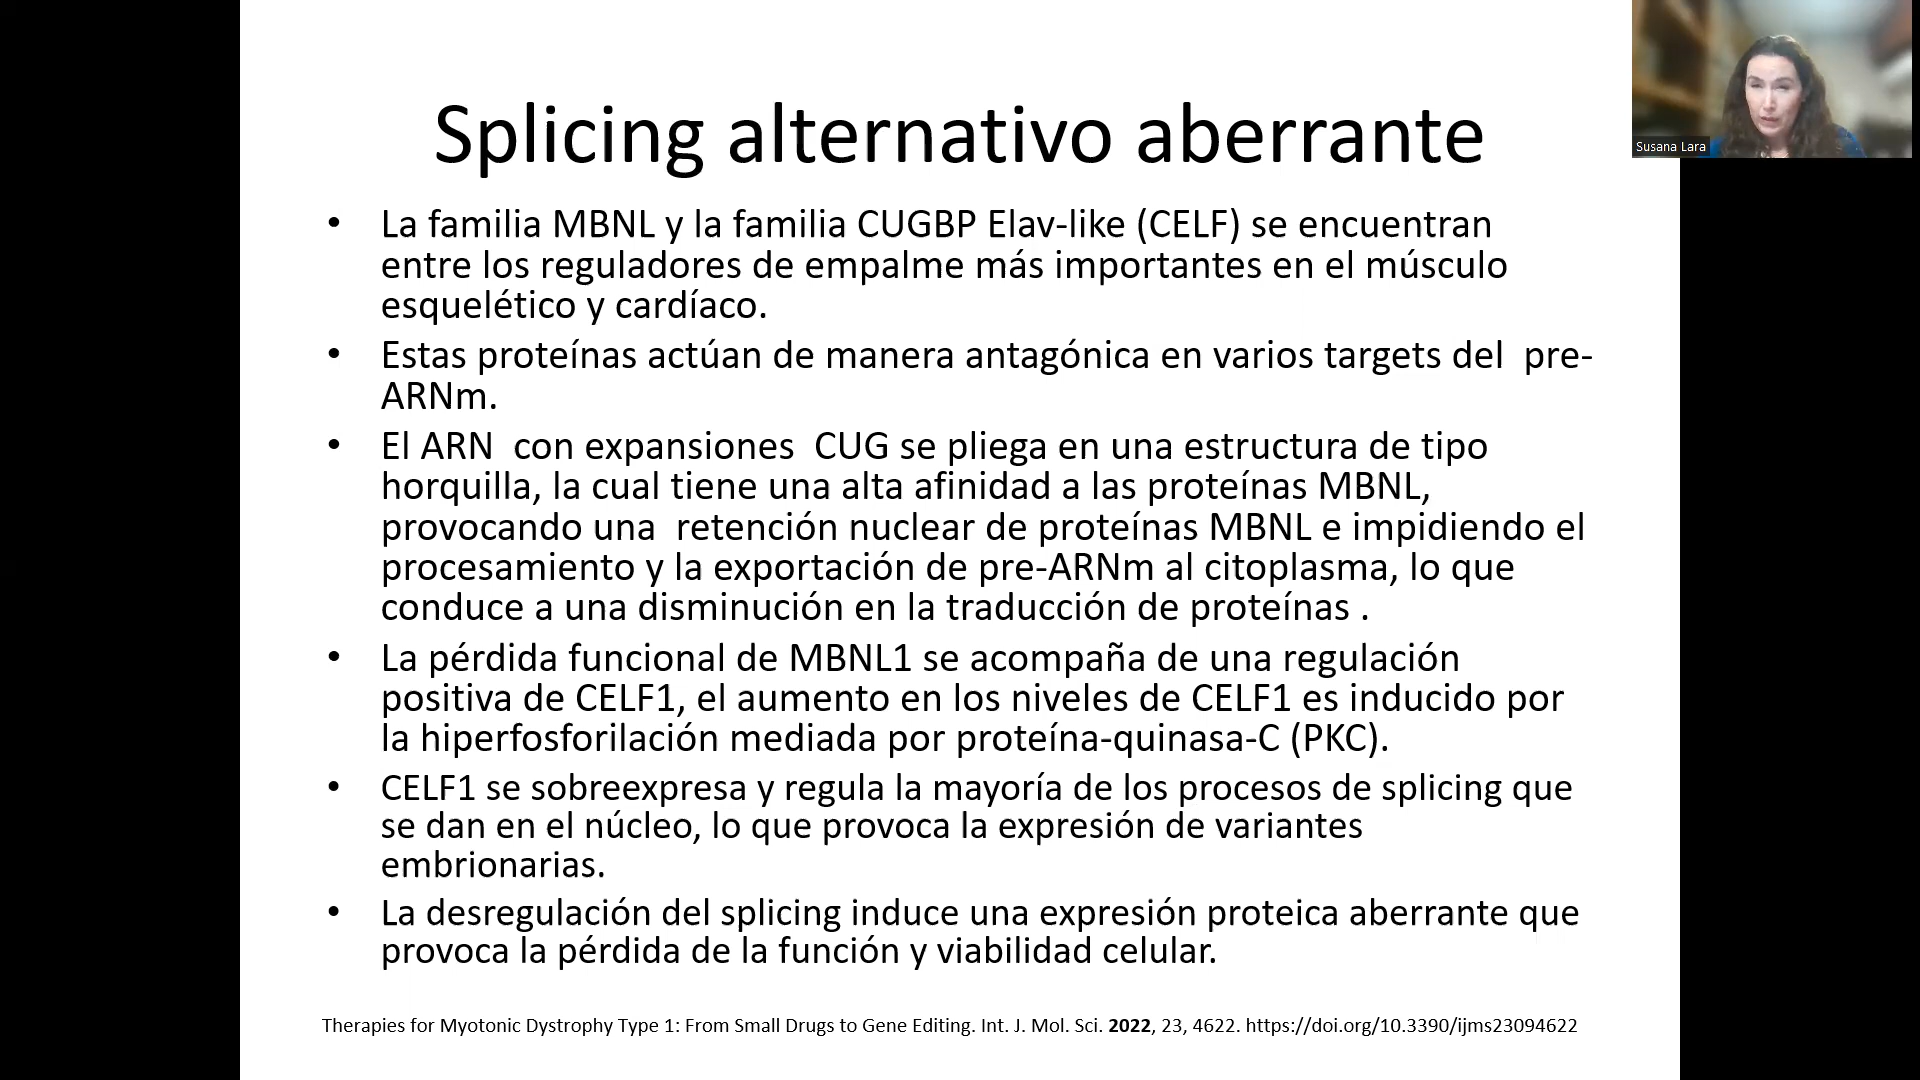 Splicing alternativo aberrante
Susana Lara
• La familia MBNL y la familia CUGBP Elav-like (CELF) se encuentran
entre los reguladores de empalme más importantes en el músculo
esquelético y cardíaco.
• Estas proteínas actúan de manera antagónica en varios targets del  pre-
ARNm.
• El ARN  con expansiones  CUG se pliega en una estructura de tipo
horquilla, la cual tiene una alta afinidad a las proteínas MBNL,
provocando una  retención nuclear de proteínas MBNL e impidiendo el
procesamiento y la exportación de pre-ARNm al citoplasma, lo que
conduce a una disminución en la traducción de proteínas .
• La pérdida funcional de MBNL1 se acompaña de una regulación
positiva de CELF1, el aumento en los niveles de CELF1 es inducido por
la hiperfosforilación mediada por proteína-quinasa-C (PKC).
• CELF1 se sobreexpresa y regula la mayoría de los procesos de splicing que
se dan en el núcleo, lo que provoca la expresión de variantes
embrionarias.
• La desregulación del splicing induce una expresión proteica aberrante que
provoca la pérdida de la función y viabilidad celular.
Therapies for Myotonic Dystrophy Type 1: From Small Drugs to Gene Editing. Int. J. Mol. Sci. 2022, 23, 4622. https://doi.org/10.3390/ijms23094622